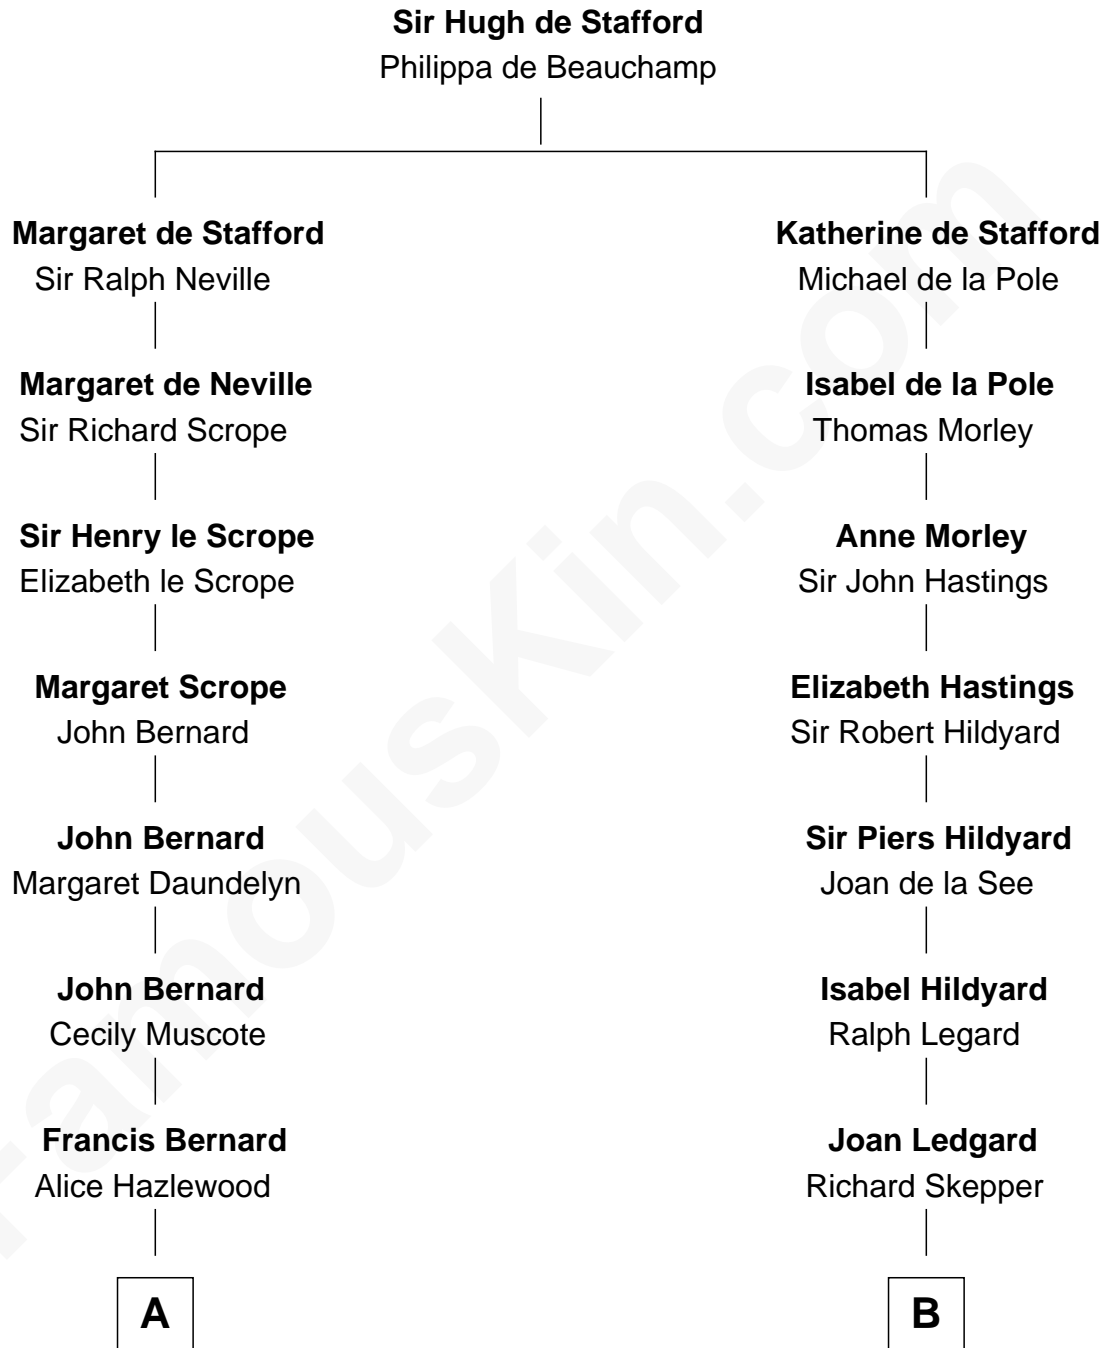 Sir Hugh de Stafford
Philippa de Beauchamp
Margaret de Stafford
Sir Ralph Neville
Katherine de Stafford
Michael de la Pole
Margaret de Neville
Sir Richard Scrope
Isabel de la Pole
Thomas Morley
Sir Henry le Scrope
Elizabeth le Scrope
Anne Morley
Sir John Hastings
Margaret Scrope
John Bernard
Elizabeth Hastings
Sir Robert Hildyard
John Bernard
Margaret Daundelyn
Sir Piers Hildyard
Joan de la See
John Bernard
Cecily Muscote
Isabel Hildyard
Ralph Legard
Francis Bernard
Alice Hazlewood
Joan Ledgard
Richard Skepper
A
B
FamousKin.com